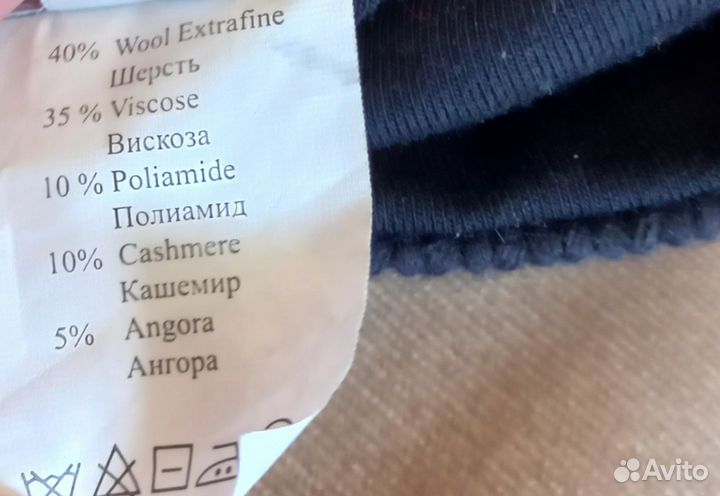 40% Wool Extrafine
Шерсть
35 % Viscose
Вискоза
10 % Poliamide
Полиамид
10% Cashmere
Кашемир
5% Angora
Ангора
Avito